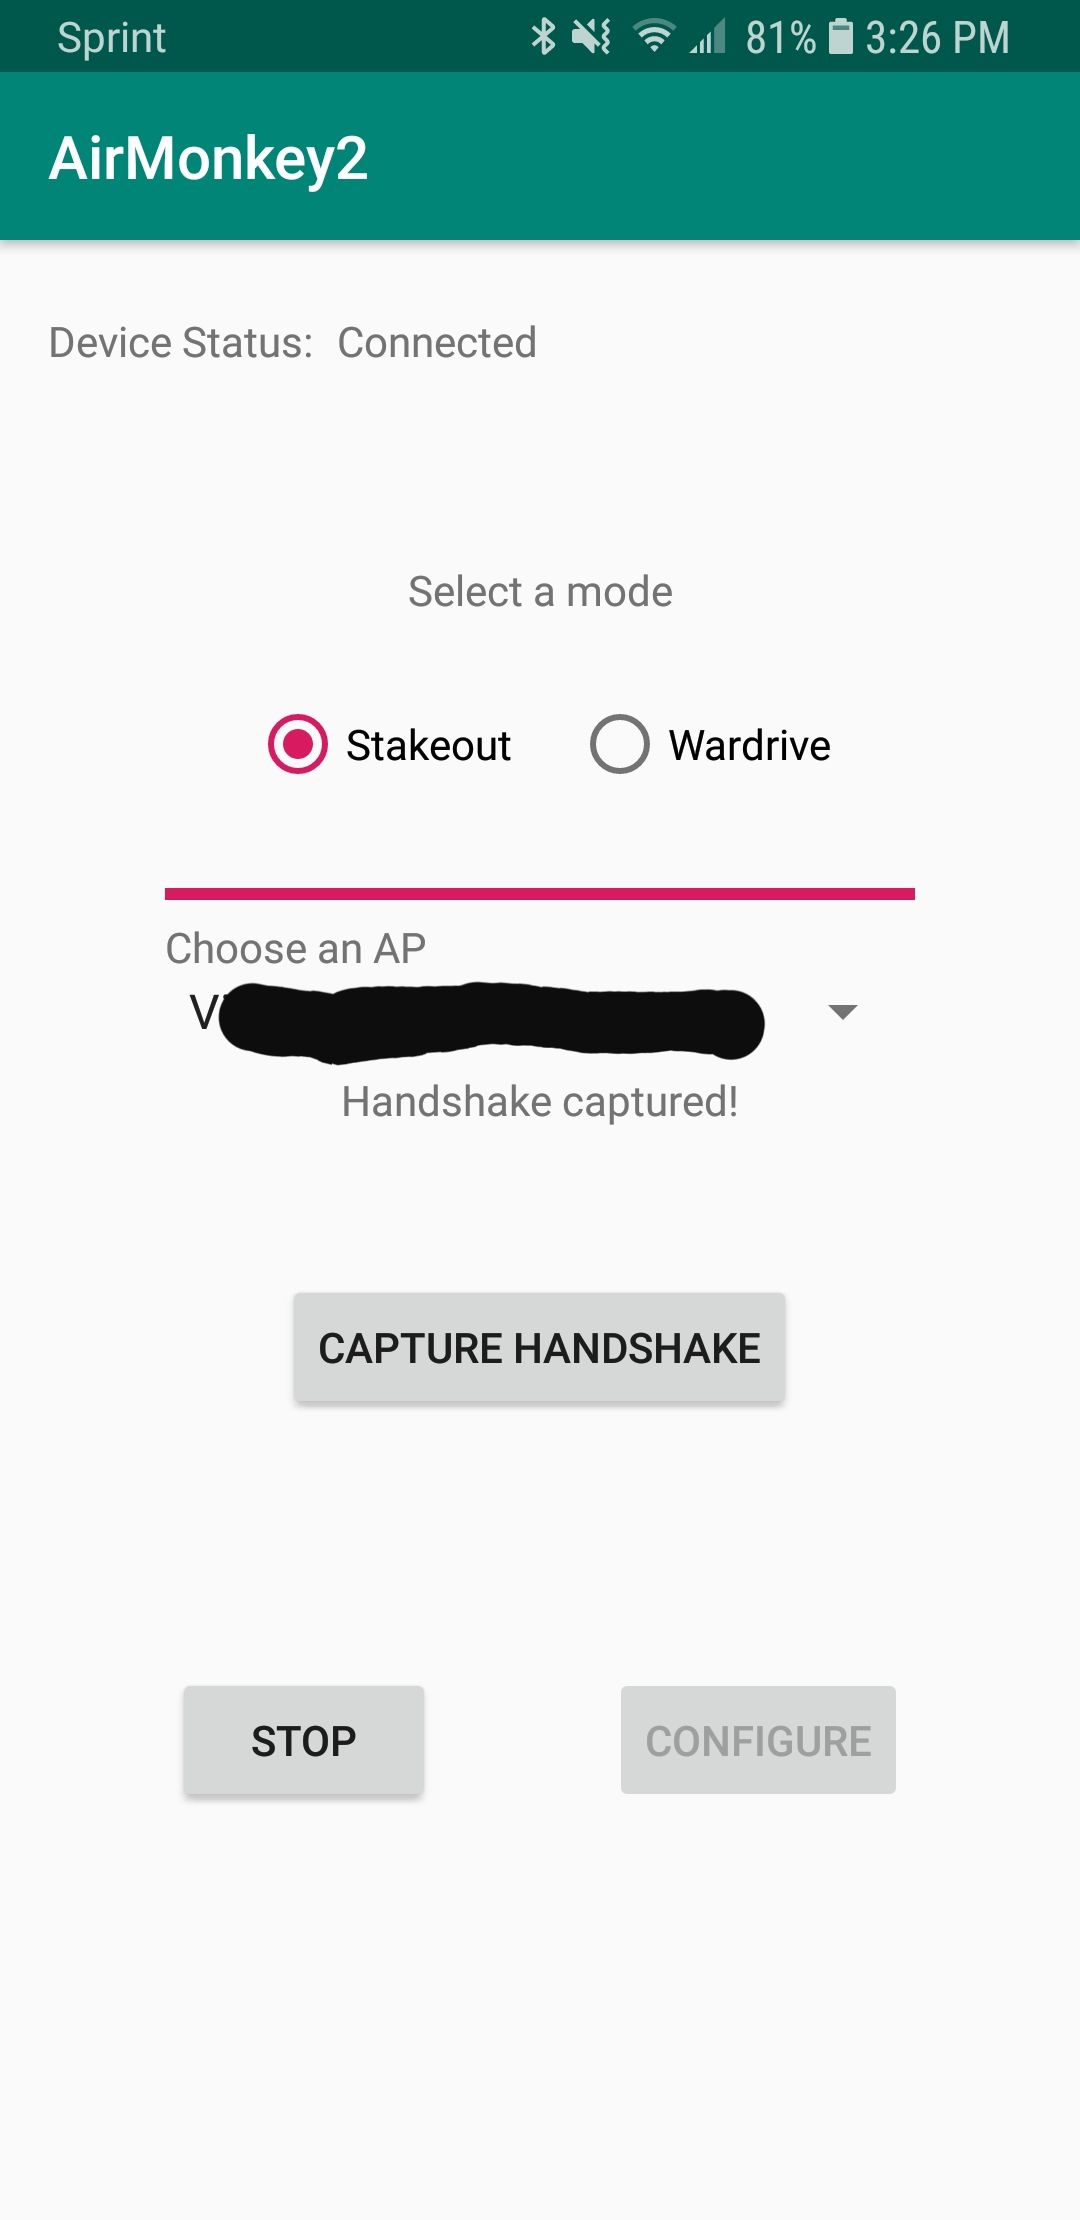 Sprint 81% 3:26 PM
AirMonkey2
Device Status: Connected
Select a mode
Stakeout Wardrive
Choose an AP
V
Handshake captured!
CAPTURE HANDSHAKE
STOP CONFIGURE